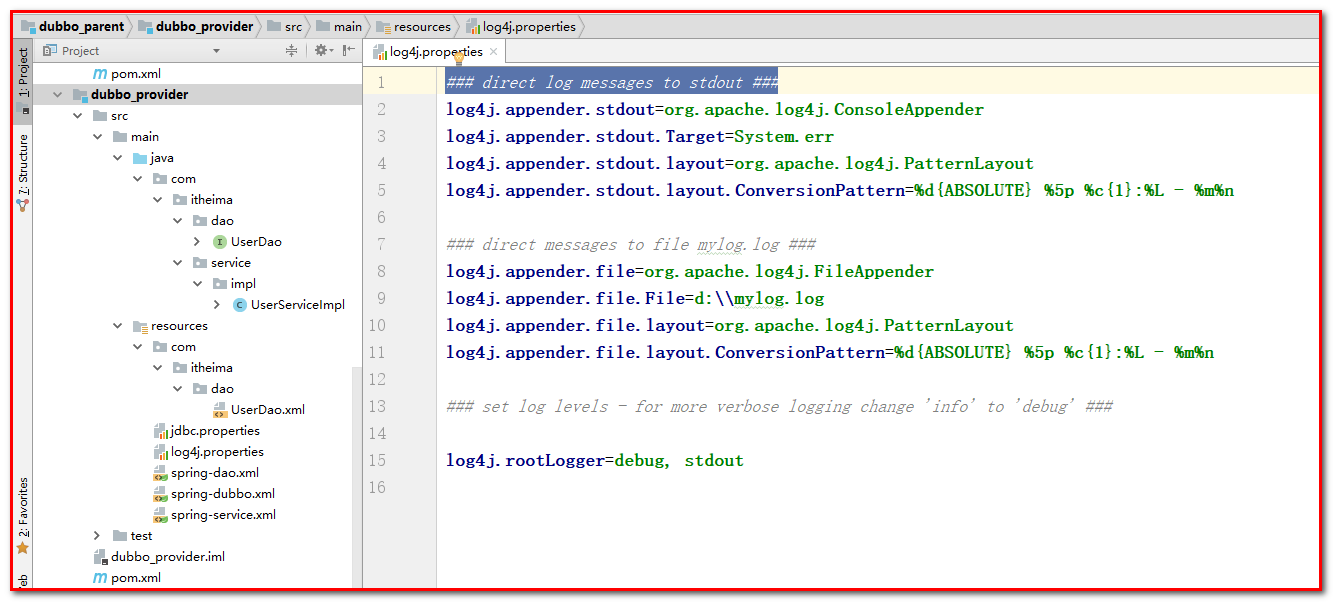 dubbo_parent dubbo_provider src main resources log4j.properties
Project
log4j.properties
1: Project
7: Structure
2: Favorites
eb
pom.xml
dubbo_provider
src
main
java
com
itheima
dao
UserDao
service
impl
UserServiceImpl
resources
com
itheima
dao
UserDao.xml
jdbc.properties
log4j.properties
spring-dao.xml
spring-dubbo.xml
spring-service.xml
test
dubbo_provider.iml
pom.xml
1 ### direct log messages to stdout ###
2 log4j.appender.stdout=org.apache.log4j.ConsoleAppender
3 log4j.appender.stdout.Target=System.err
4 log4j.appender.stdout.layout=org.apache.log4j.PatternLayout
5 log4j.appender.stdout.layout.ConversionPattern=%d{ABSOLUTE} %5p %c{1}:%L - %m%n
6
7 ### direct messages to file mylog.log ###
8 log4j.appender.file=org.apache.log4j.FileAppender
9 log4j.appender.file.File=d:\\mylog.log
10 log4j.appender.file.layout=org.apache.log4j.PatternLayout
11 log4j.appender.file.layout.ConversionPattern=%d{ABSOLUTE} %5p %c{1}:%L - %m%n
12
13 ### set log levels - for more verbose logging change 'info' to 'debug' ###
14
15 log4j.rootLogger=debug, stdout
16